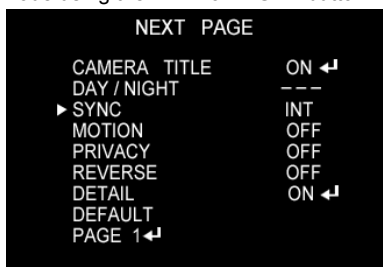 NEXT PAGE
CAMERA TITLE ON ↵
DAY / NIGHT ---
▶ SYNC INT
MOTION OFF
PRIVACY OFF
REVERSE OFF
DETAIL ON ↵
DEFAULT
PAGE 1 ↵